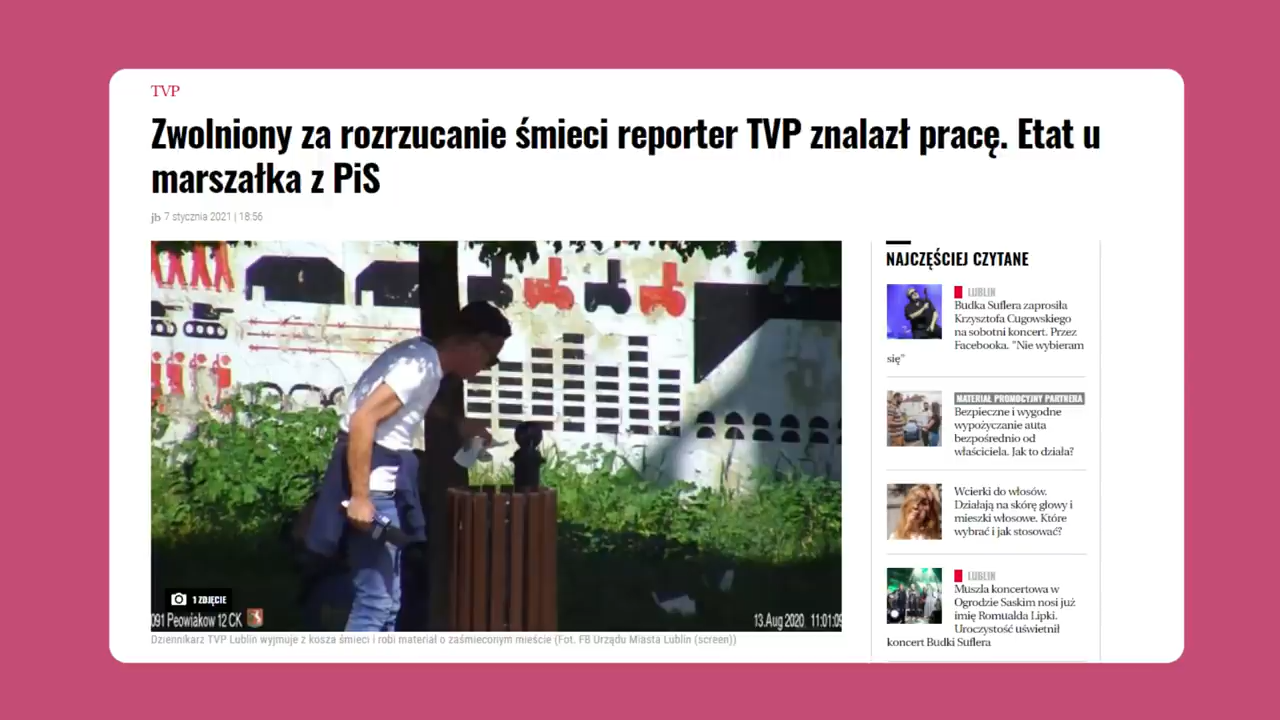 TVP
Zwolniony za rozrzucanie śmieci reporter TVP znalazł pracę. Etat u
marszałka z PiS
jb 7 stycznia 2021 | 18:56
1 ZDJĘCIE
091 Peowiakow 12 CK
13.Aug 2020 11:01:09
Dziennikarz TVP Lublin wyjmuje z kosza śmieci i robi materiał o zaśmieconym mieście (Fot. FB Urządu Miasta Lublin (screen))
NAJCZĘŚCIEJ CZYTANE
LUBLIN
Budka Suflera zaprosiła
Krzysztofa Cugowskiego
na sobotni koncert. Przez
Facebooka. "Nie wybieram
się"
MATERIAŁ PROMOCYJNY PARTNERA
Bezpieczne i wygodne
wypożyczanie auta
bezpośrednio od
właściciela. Jak to działa?
Wcierki do włosów.
Działają na skórę głowy i
mieszki włosowe. Które
wybrać i jak stosować?
LUBLIN
Muszla koncertowa w
Ogrodzie Saskim nosi już
imię Romualda Lipki.
Uroczystość uświetnił
koncert Budki Suflera